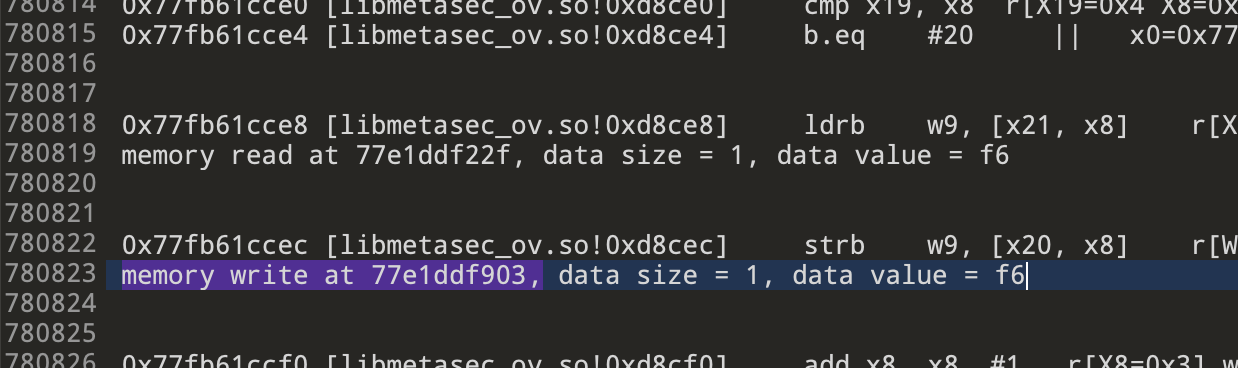 780814 0x77fb61cce0 [libmetasec_ov.so!0xd8ce0] cmp x19, x8 r[X19=0x4 X8=0x
780815 0x77fb61cce4 [libmetasec_ov.so!0xd8ce4] b.eq #20 || x0=0x77
780816
780817
780818 0x77fb61cce8 [libmetasec_ov.so!0xd8ce8] ldrb w9, [x21, x8] r[X
780819 memory read at 77e1ddf22f, data size = 1, data value = f6
780820
780821
780822 0x77fb61ccec [libmetasec_ov.so!0xd8cec] strb w9, [x20, x8] r[W
780823 memory write at 77e1ddf903, data size = 1, data value = f6
780824
780825
780826 0x77fb61ccf0 [libmetasec_ov.so!0xd8cf0] add x8, x8, #1 r[X8=0x3] w